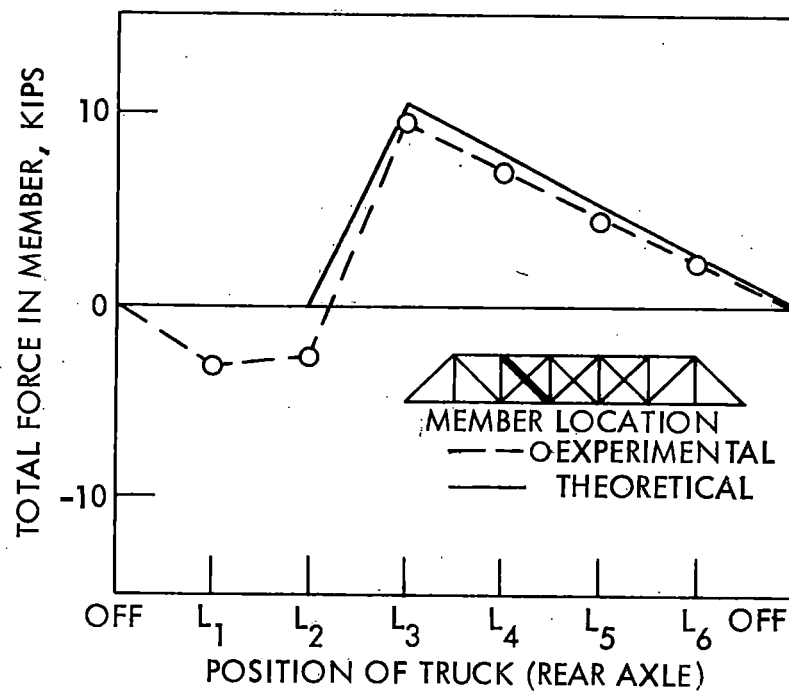 TOTAL FORCE IN MEMBER, KIPS
10
0
-10
MEMBER LOCATION
EXPERIMENTAL
THEORETICAL
OFF L₁ L₂ L₃ L₄ L₅ L₆ OFF
POSITION OF TRUCK (REAR AXLE)